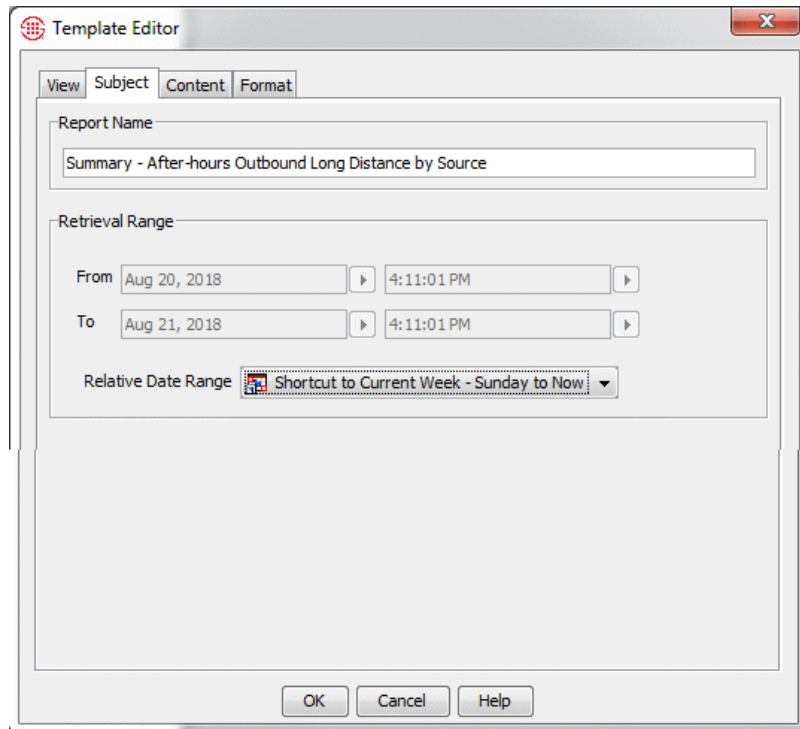 Template Editor
View Subject Content Format
Report Name
Summary - After-hours Outbound Long Distance by Source
Retrieval Range
From Aug 20, 2018 4:11:01 PM
To Aug 21, 2018 4:11:01 PM
Relative Date Range Shortcut to Current Week - Sunday to Now
OK Cancel Help